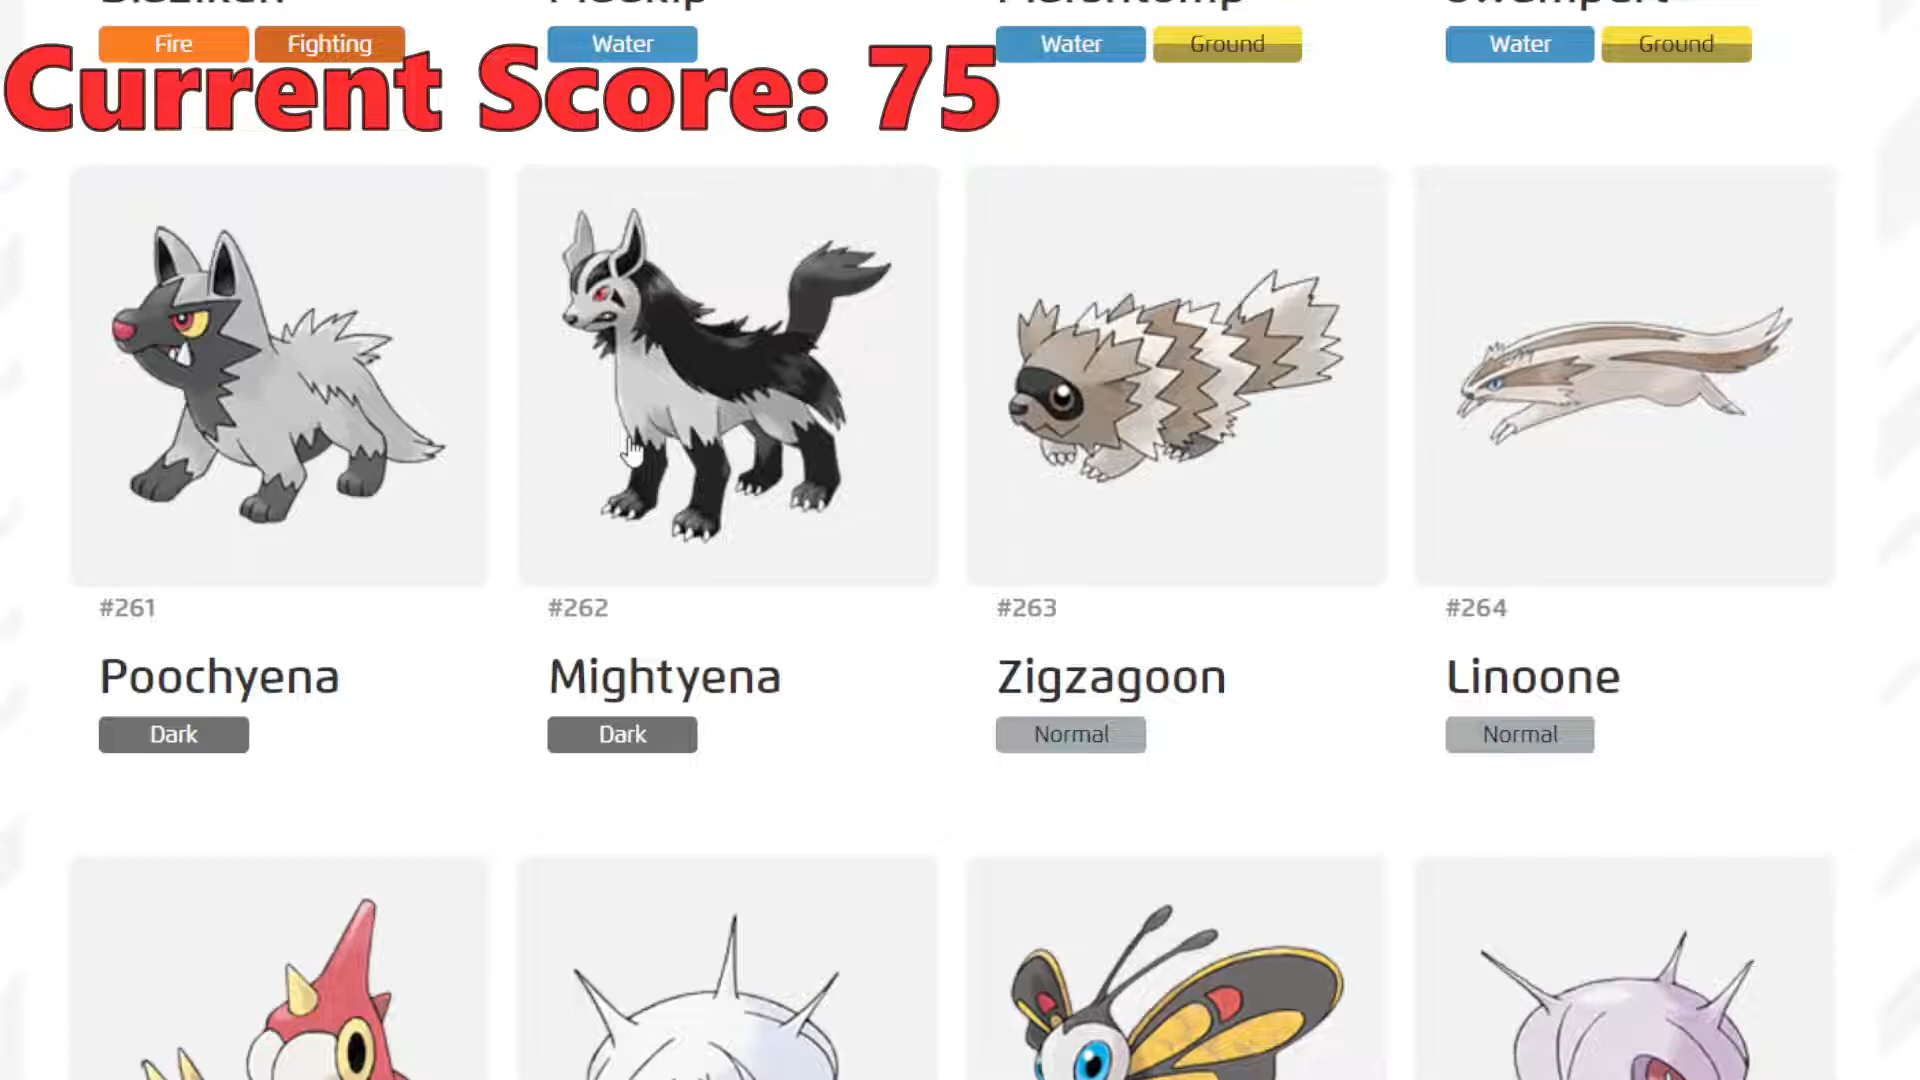 Fire Fighting Water Water Ground Water Ground
Current Score: 75
#261 #262 #263 #264
Poochyena Mightyena Zigzagoon Linoone
Dark Dark Normal Normal